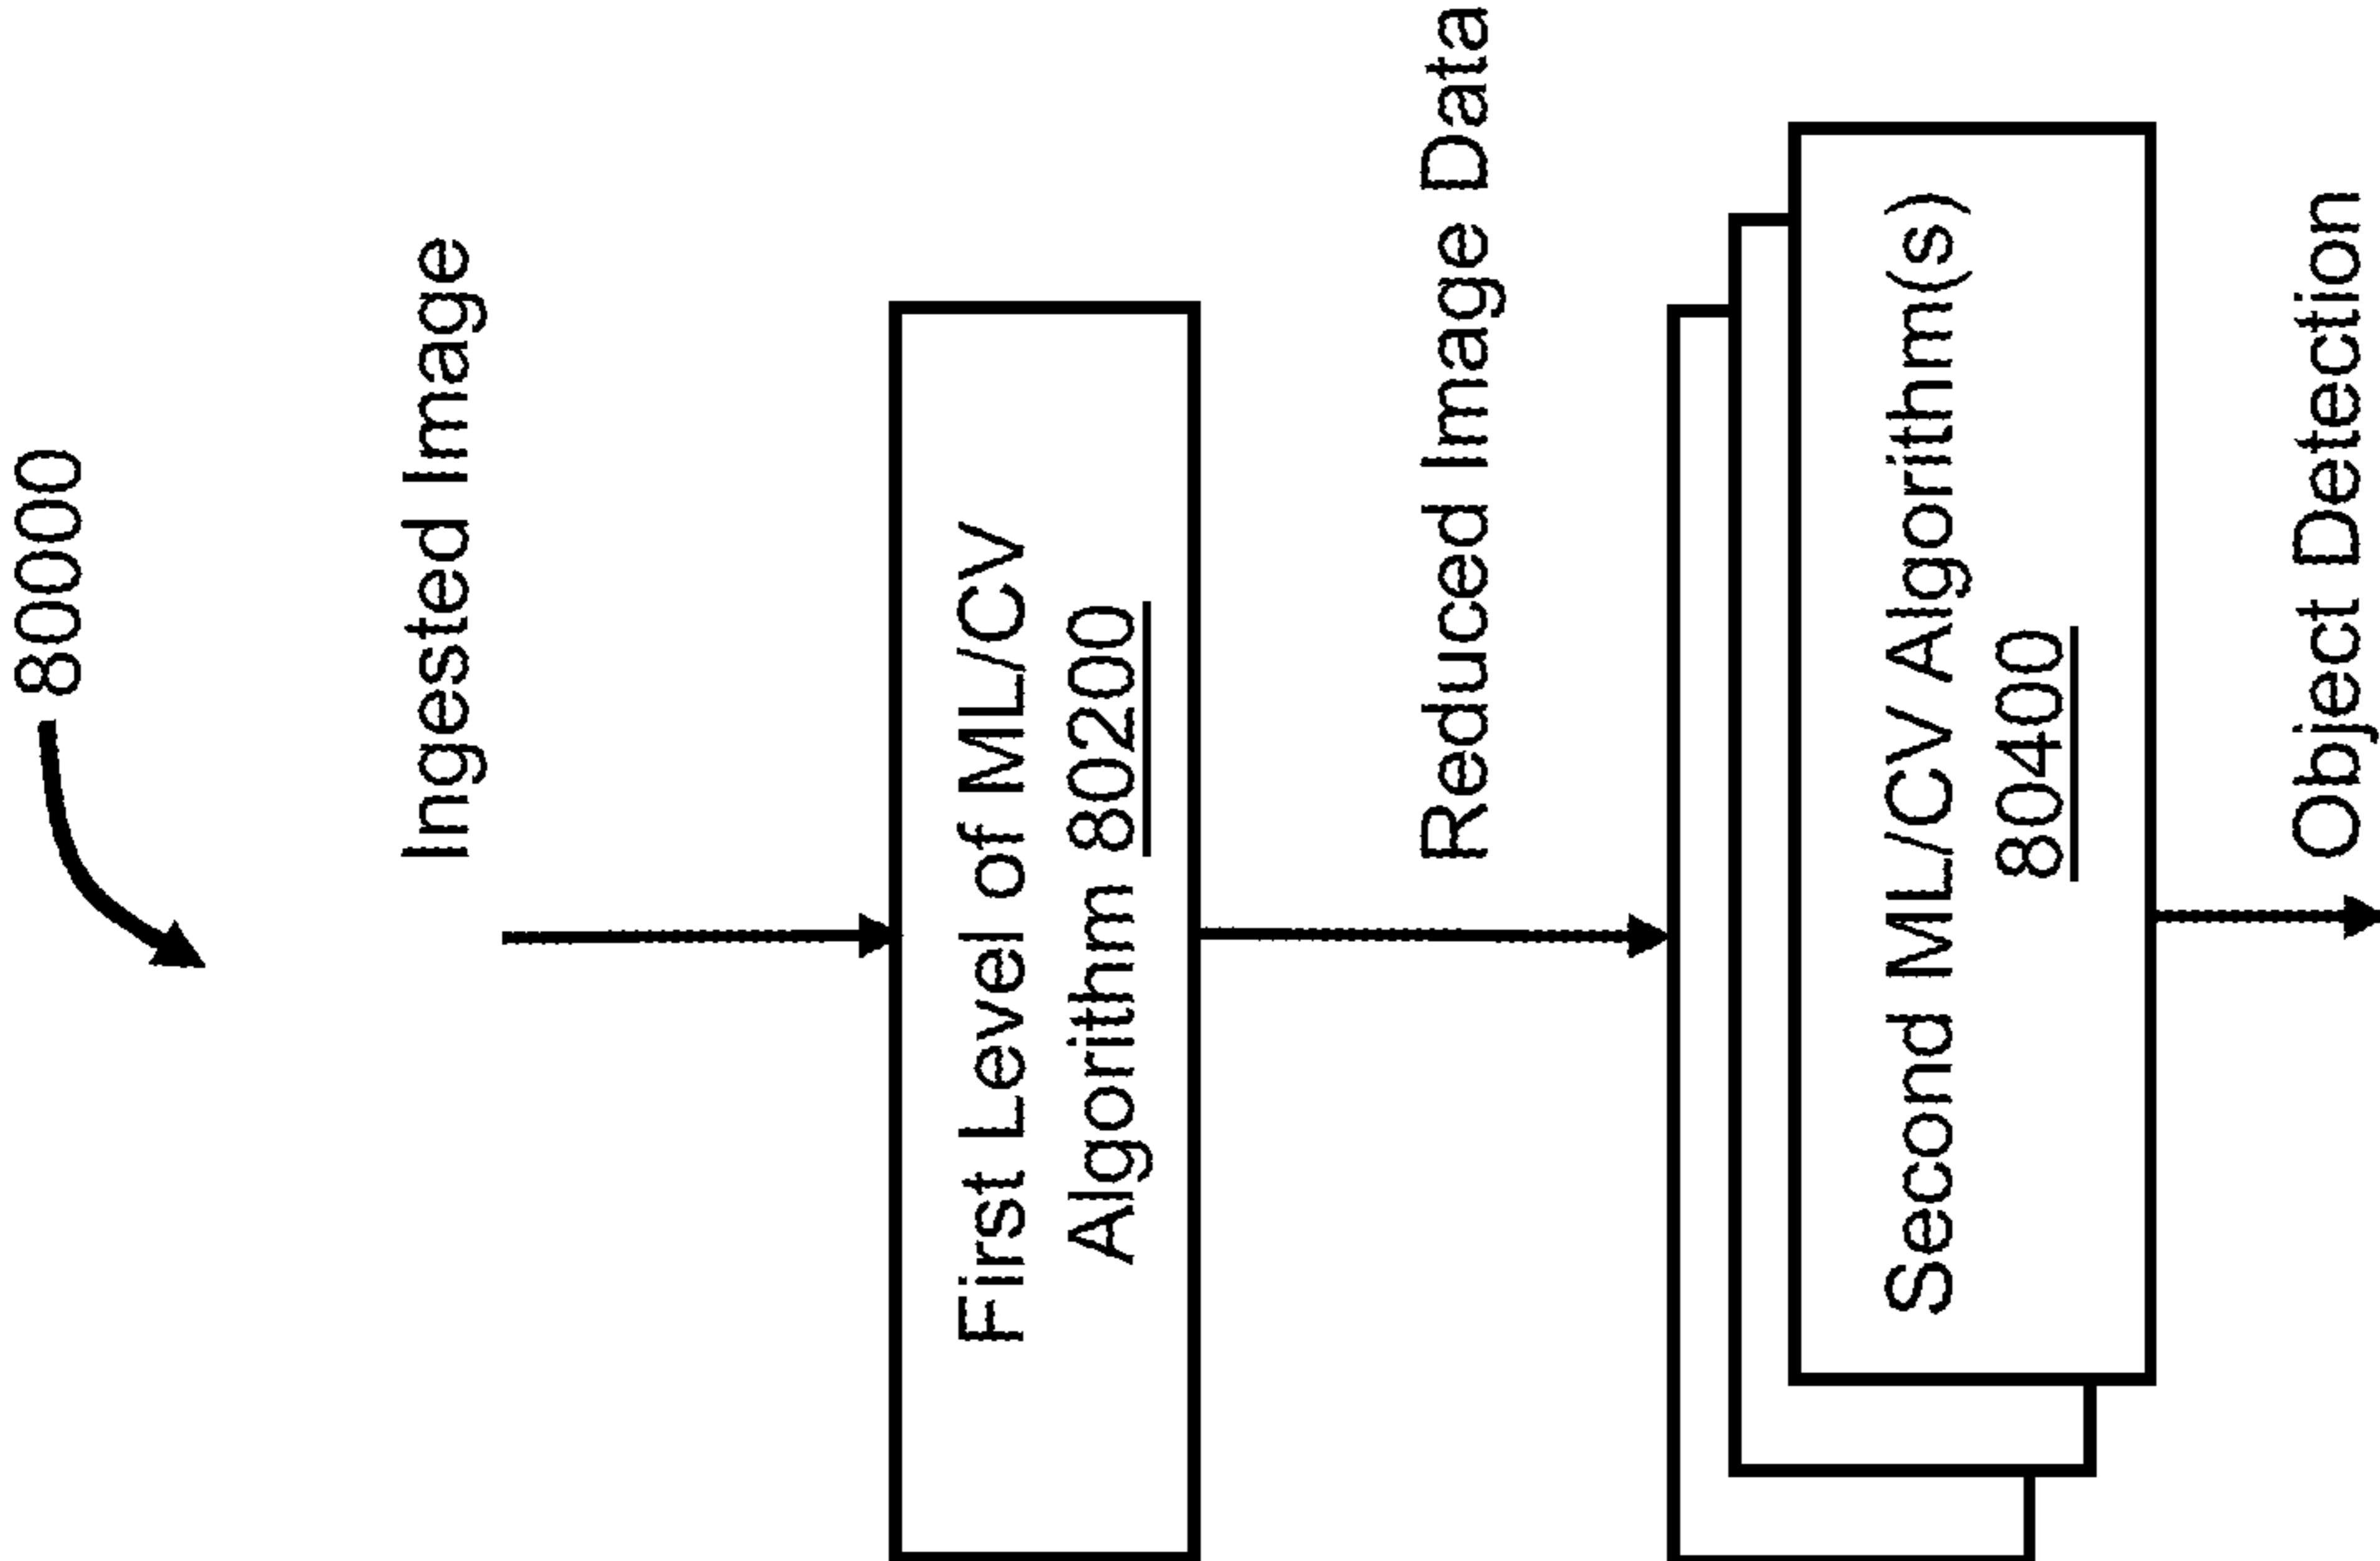 80000
Ingested Image
First Level of ML/CV
Algorithm 80200
Reduced Image Data
Second ML/CV Algorithm(s)
80400
Object Detection